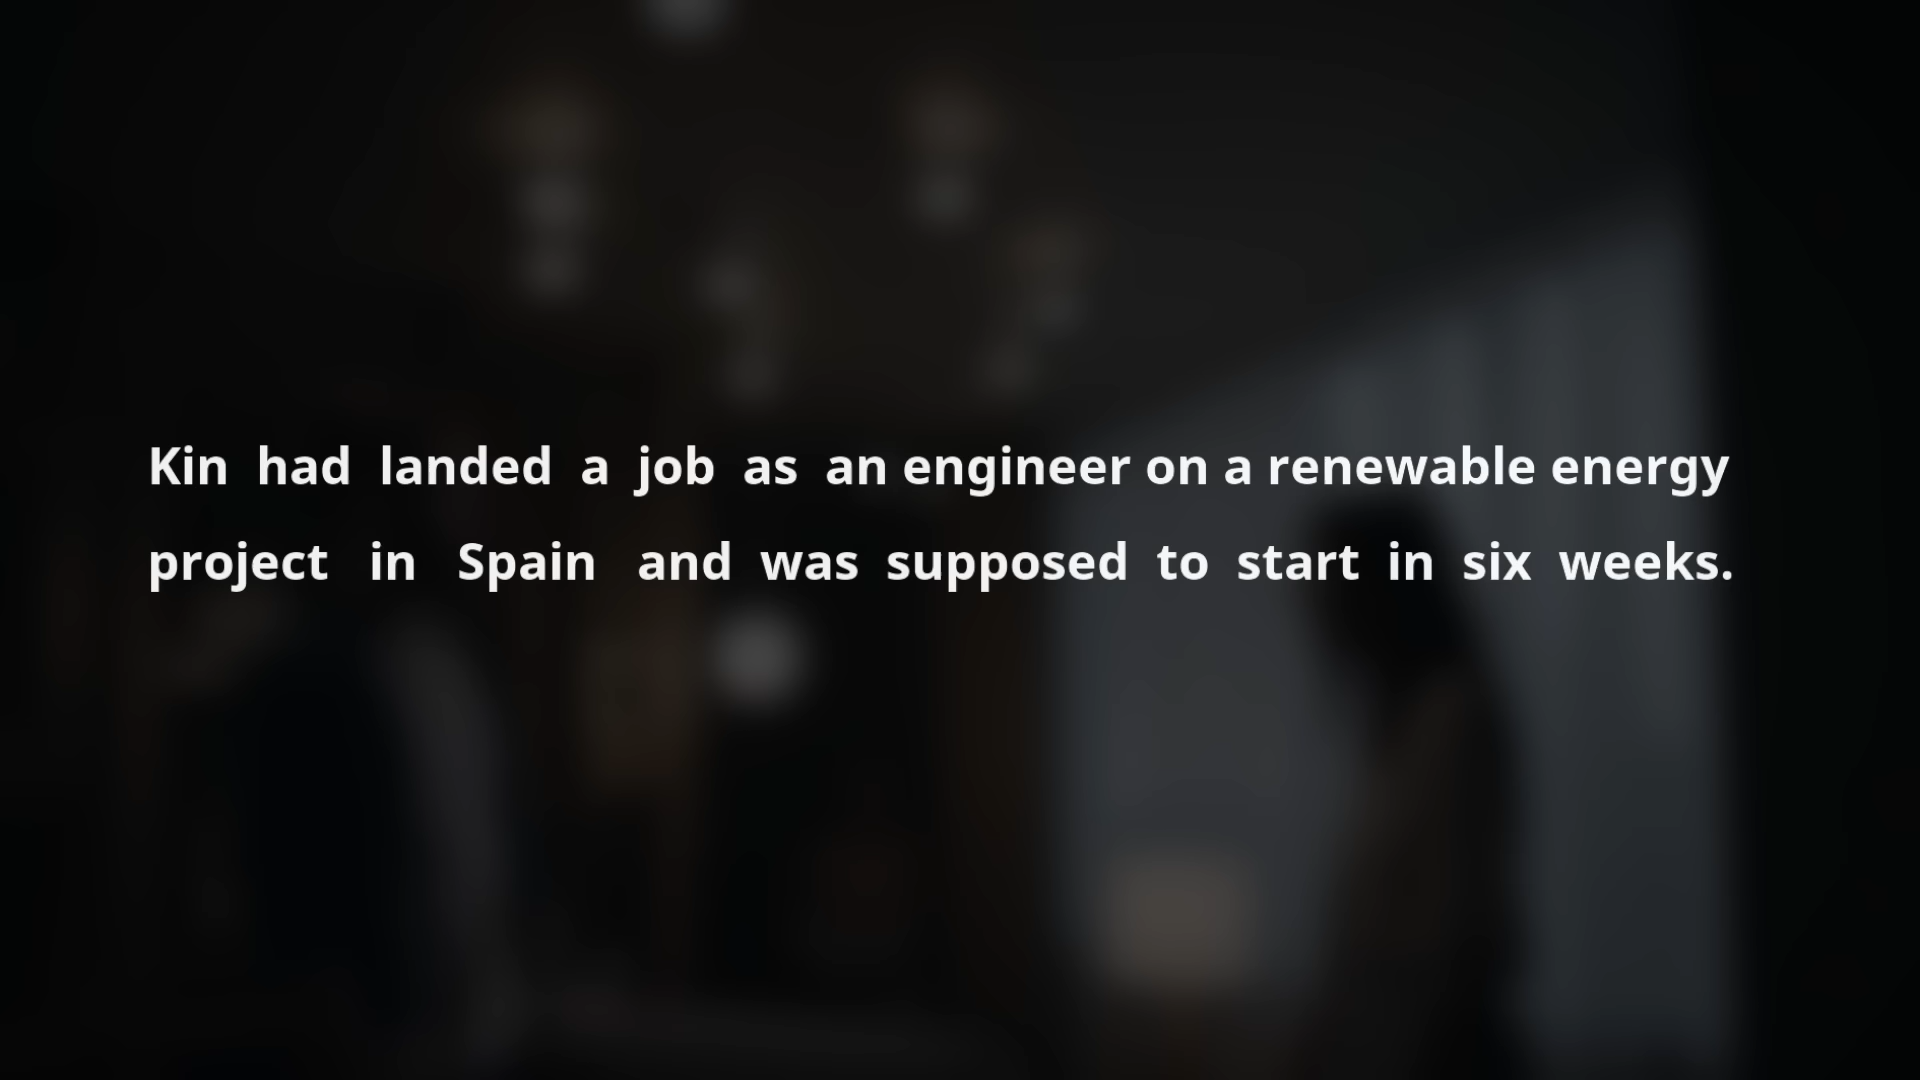 Kin had landed a job as an engineer on a renewable energy
project in Spain and was supposed to start in six weeks.